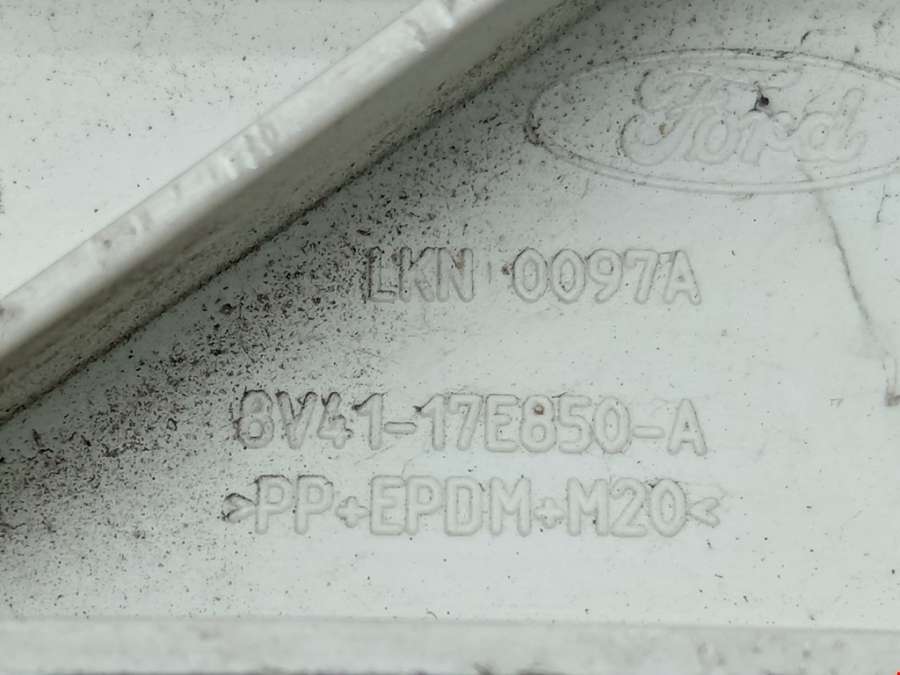 Ford
LKN 0097A
8V41-17E850-A
>PP+EPDM+M20<